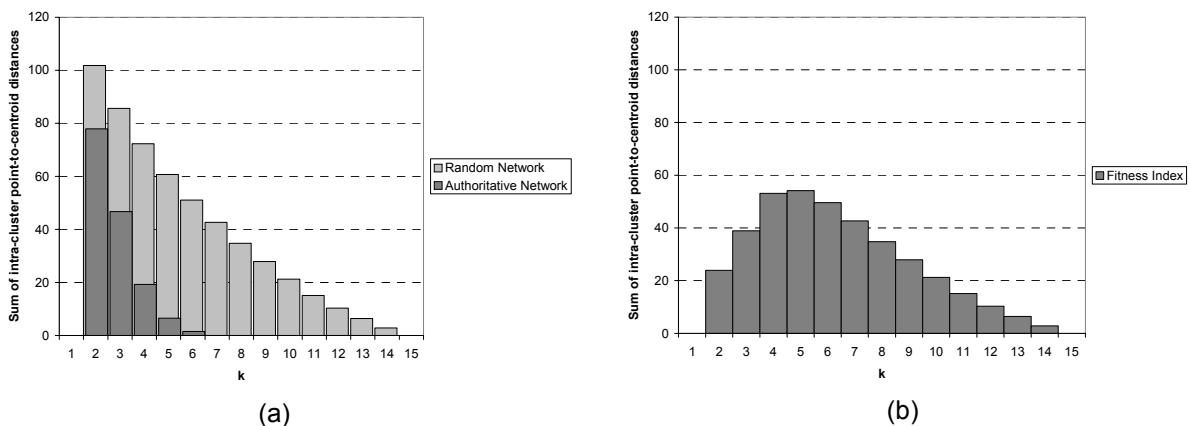 Sum of intra-cluster point-to-centroid distances
120
100
80
60
40
20
0
1 2 3 4 5 6 7 8 9 10 11 12 13 14 15
k
Random Network
Authoritative Network
(a)
Sum of intra-cluster point-to-centroid distances
120
100
80
60
40
20
0
1 2 3 4 5 6 7 8 9 10 11 12 13 14 15
k
Fitness Index
(b)